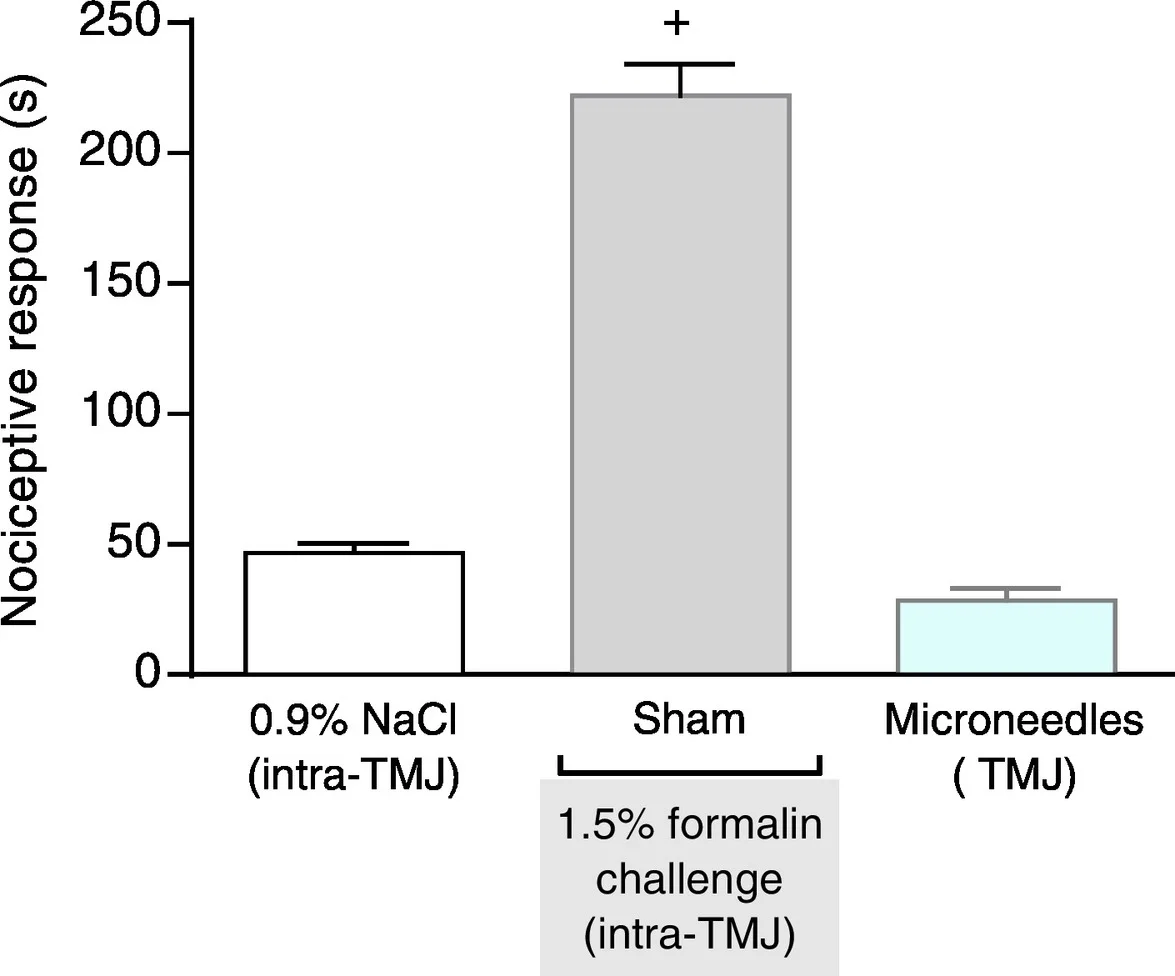 Nociceptive response (s)
250
200
150
100
50
0
+
0.9% NaCl
(intra-TMJ)
Sham
Microneedles
( TMJ)
1.5% formalin
challenge
(intra-TMJ)